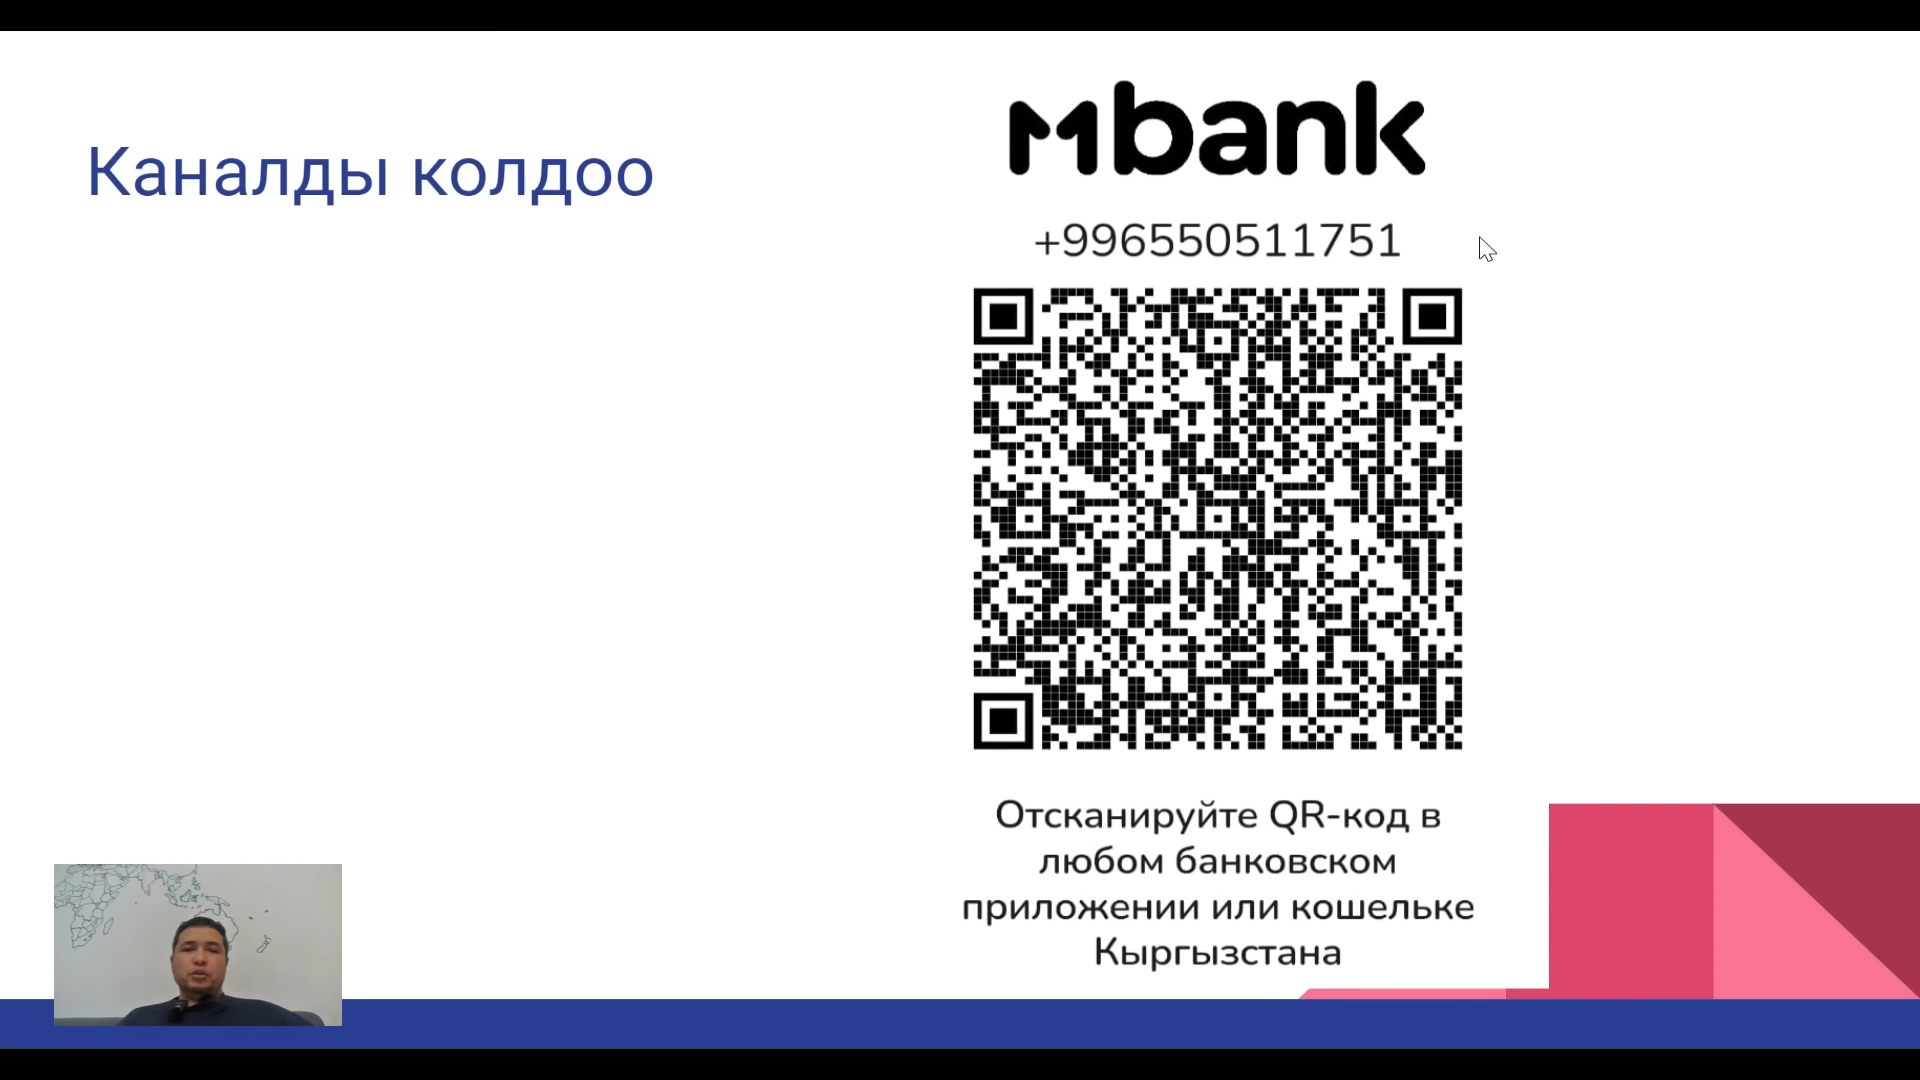 Каналды колдоо
mbank
+996550511751
Отсканируйте QR-код в
любом банковском
приложении или кошельке
Кыргызстана